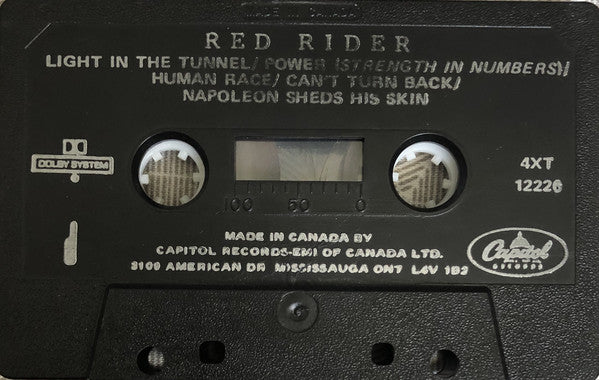 RED RIDER
LIGHT IN THE TUNNEL/ POWER (STRENGTH IN NUMBERS)/
HUMAN RACE/ CAN'T TURN BACK/
NAPOLEON SHEDS HIS SKIN
DOLBY SYSTEM
4XT
12226
100 50 0
MADE IN CANADA BY
CAPITOL RECORDS-EMI OF CANADA LTD.
3109 AMERICAN DR MISSISSAUGA ONT L4V 1B2
Capitol
RECORDS